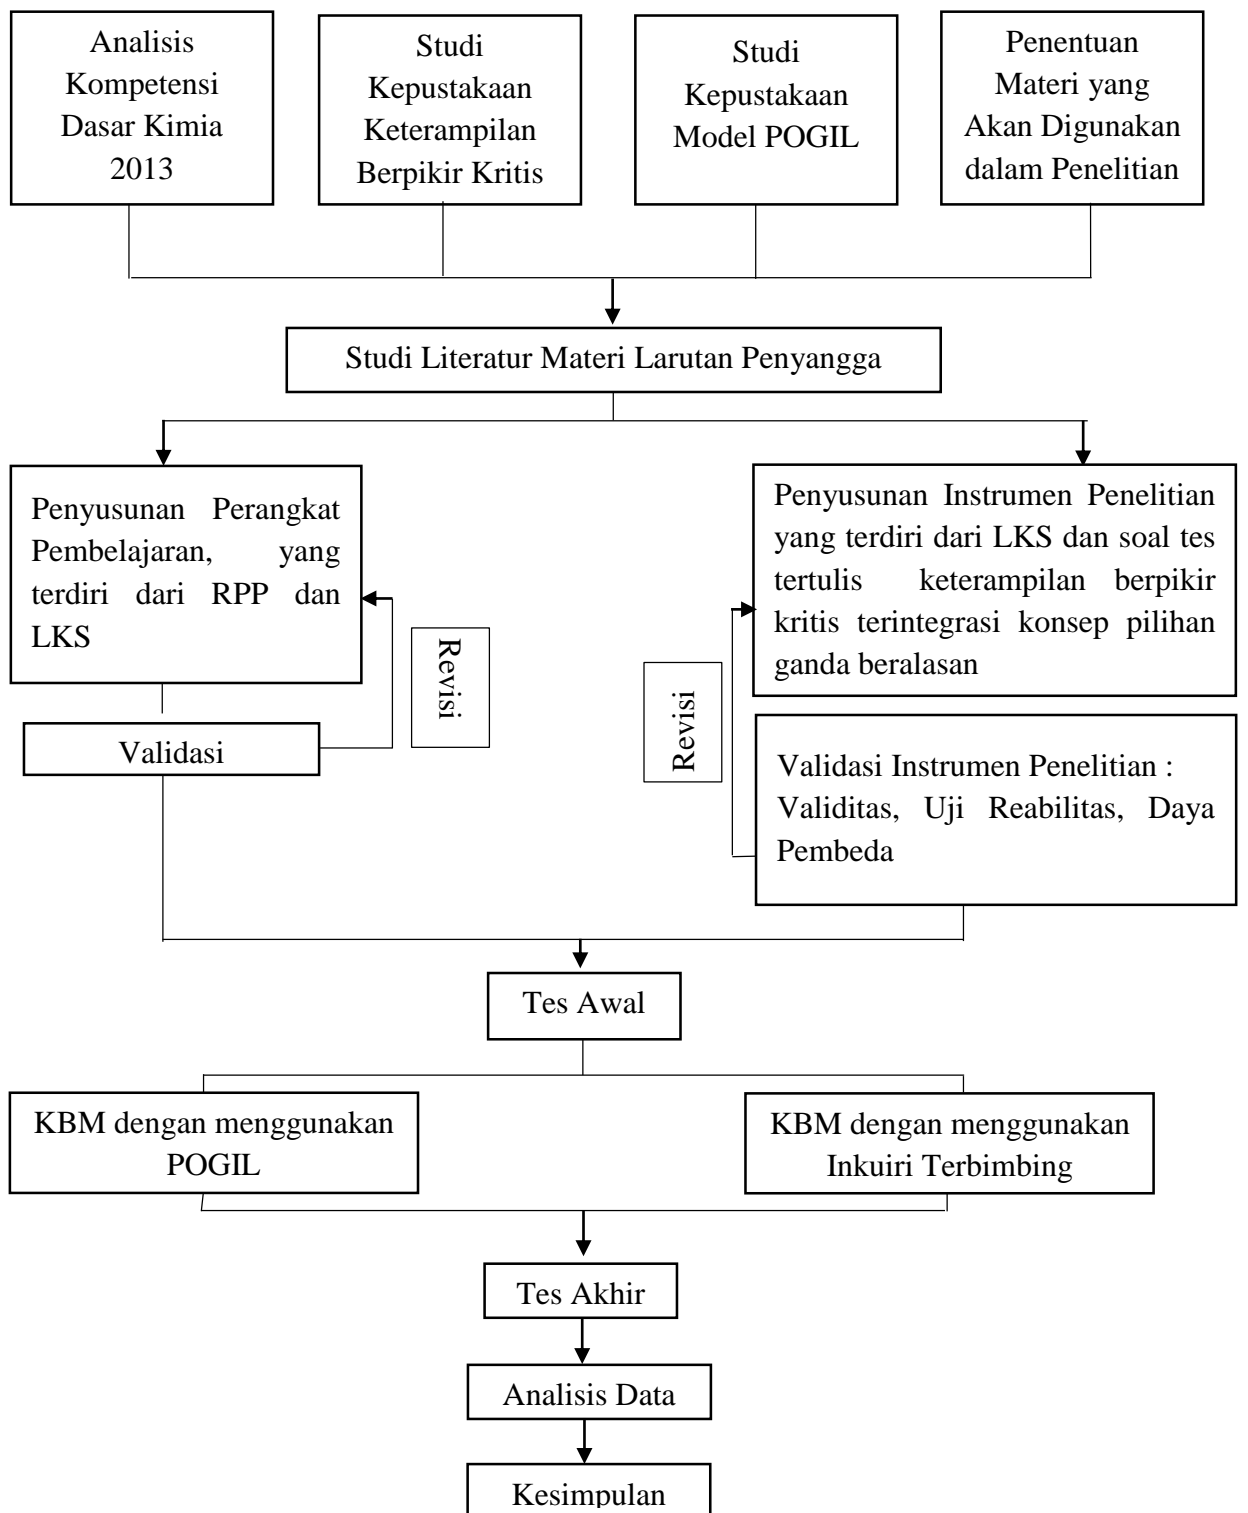 Analisis
Kompetensi
Dasar Kimia
2013
Studi
Kepustakaan
Keterampilan
Berpikir Kritis
Studi
Kepustakaan
Model POGIL
Penentuan
Materi yang
Akan Digunakan
dalam Penelitian
Studi Literatur Materi Larutan Penyangga
Penyusunan Perangkat
Pembelajaran, yang
terdiri dari RPP dan
LKS
Revisi
Validasi
Penyusunan Instrumen Penelitian
yang terdiri dari LKS dan soal tes
tertulis keterampilan berpikir
kritis terintegrasi konsep pilihan
ganda beralasan
Revisi
Validasi Instrumen Penelitian :
Validitas, Uji Reabilitas, Daya
Pembeda
Tes Awal
KBM dengan menggunakan
POGIL
KBM dengan menggunakan
Inkuiri Terbimbing
Tes Akhir
Analisis Data
Kesimpulan